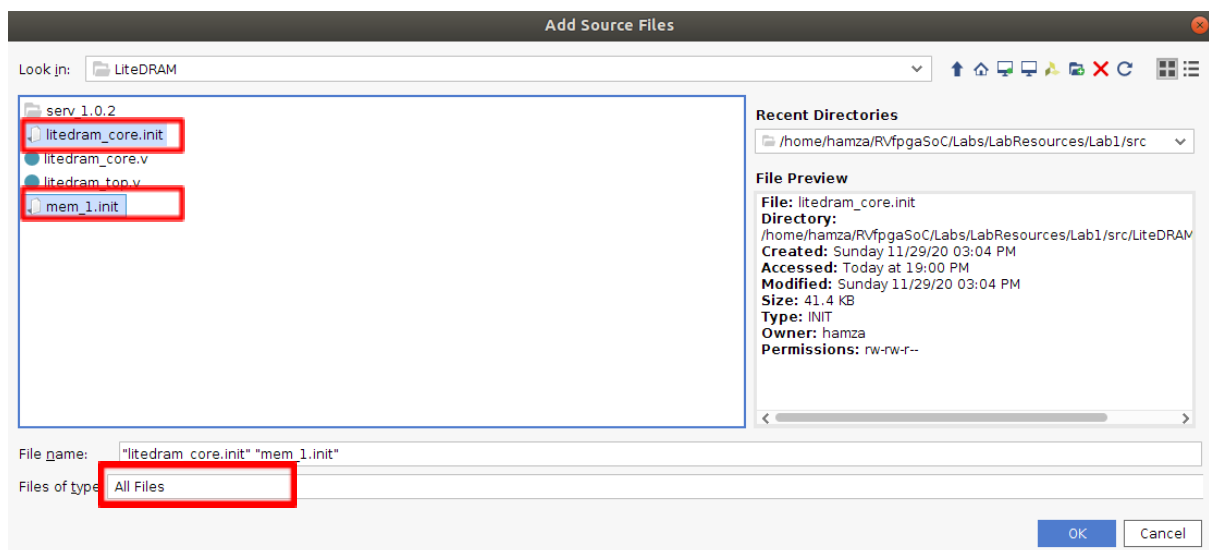 Add Source Files
Look in: LiteDRAM
serv_1.0.2
litedram_core.init
litedram_core.v
litedram_top.v
mem_1.init
Recent Directories
/home/hamza/RVfpgaSoC/Labs/LabResources/Lab1/src
File Preview
File: litedram_core.init
Directory:
/home/hamza/RVfpgaSoC/Labs/LabResources/Lab1/src/LiteDRAM
Created: Sunday 11/29/20 03:04 PM
Accessed: Today at 19:00 PM
Modified: Sunday 11/29/20 03:04 PM
Size: 41.4 KB
Type: INIT
Owner: hamza
Permissions: rw-rw-r--
File name: "litedram_core.init" "mem_1.init"
Files of type All Files
OK Cancel